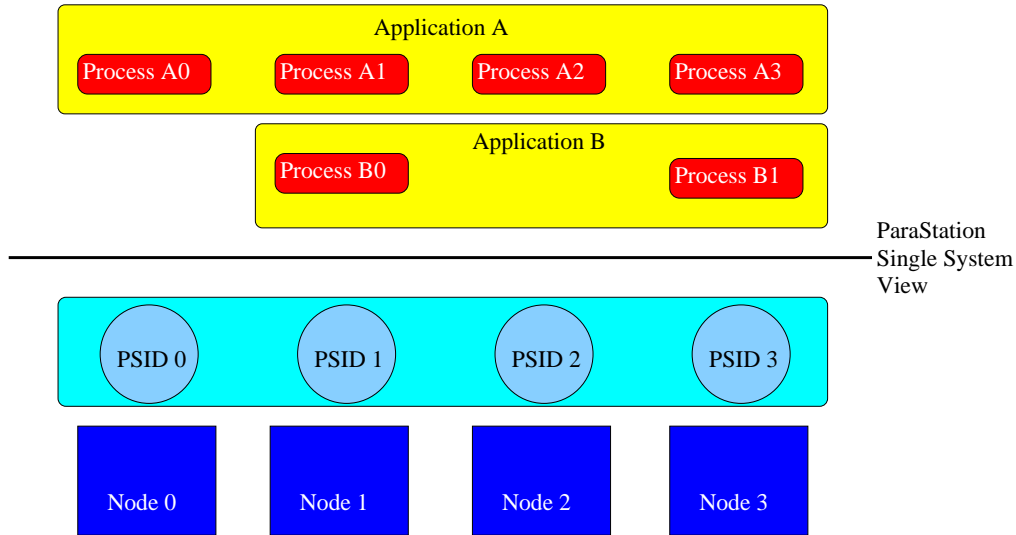 Application A
Process A0
Process A1
Process A2
Process A3
Application B
Process B0
Process B1
ParaStation
Single System
View
PSID 0
PSID 1
PSID 2
PSID 3
Node 0
Node 1
Node 2
Node 3